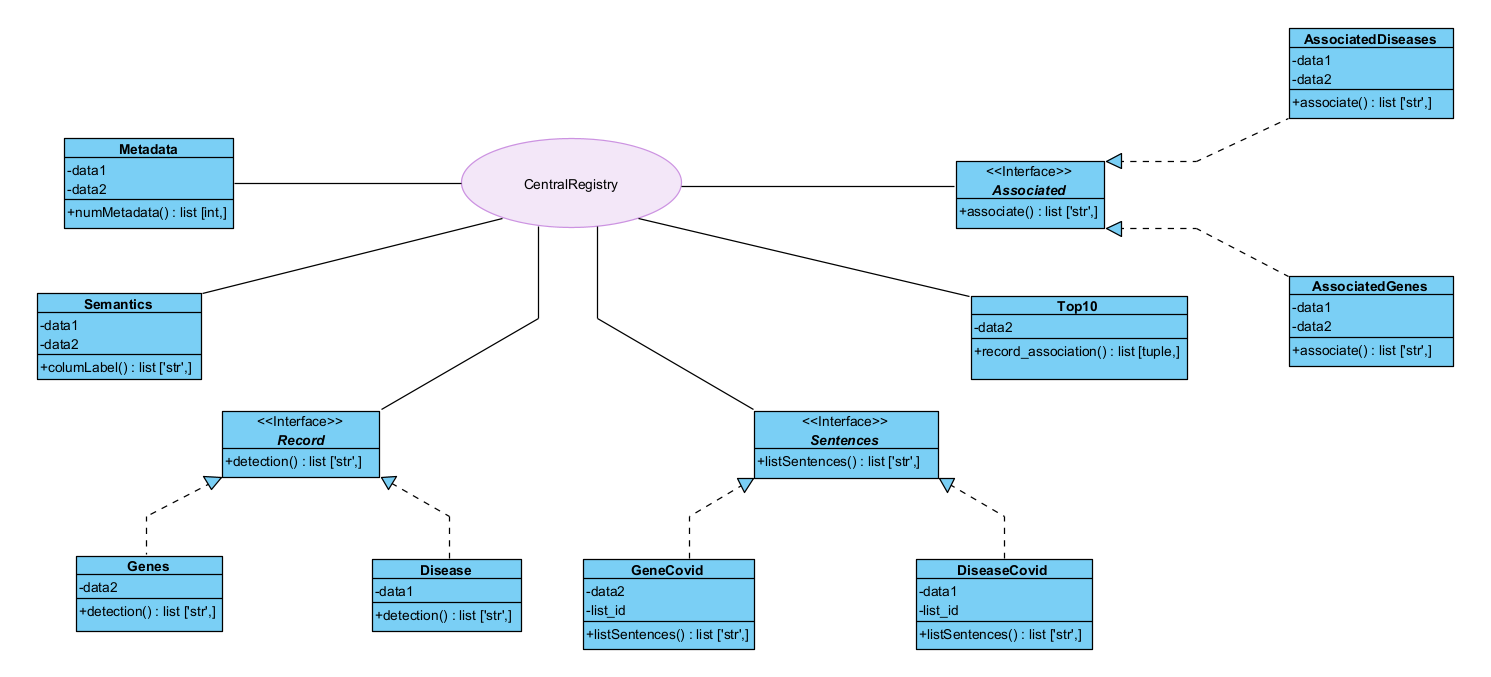 AssociatedDiseases
-data1
-data2
+associate() : list ['str',]
Metadata
-data1
-data2
+numMetadata() : list [int,]
CentralRegistry
<<Interface>>
Associated
+associate() : list ['str',]
Semantics
-data1
-data2
+columLabel() : list ['str',]
Top10
-data2
+record_association() : list [tuple,]
AssociatedGenes
-data1
-data2
+associate() : list ['str',]
<<Interface>>
Record
+detection() : list ['str',]
<<Interface>>
Sentences
+listSentences() : list ['str',]
Genes
-data2
+detection() : list ['str',]
Disease
-data1
+detection() : list ['str',]
GeneCovid
-data2
-list_id
+listSentences() : list ['str',]
DiseaseCovid
-data1
-list_id
+listSentences() : list ['str',]